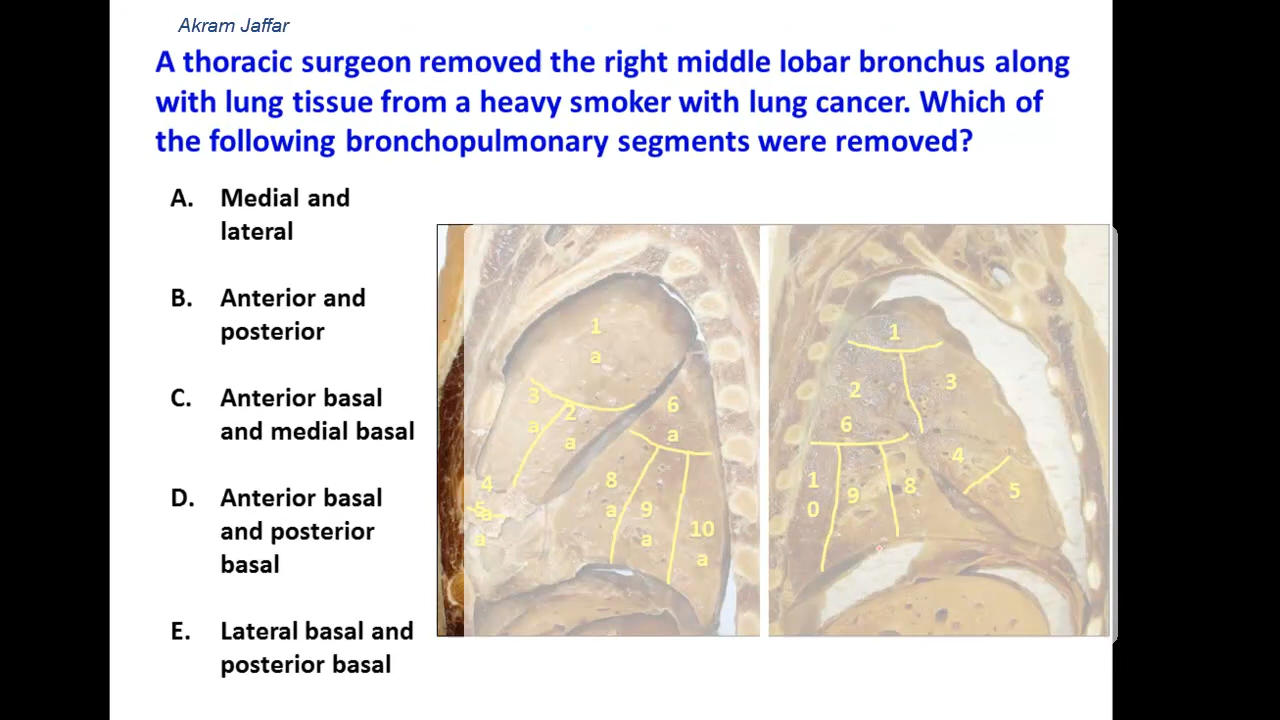 Akram Jaffar
A thoracic surgeon removed the right middle lobar bronchus along
with lung tissue from a heavy smoker with lung cancer. Which of
the following bronchopulmonary segments were removed?
A. Medial and
lateral
B. Anterior and
posterior
C. Anterior basal
and medial basal
D. Anterior basal
and posterior
basal
E. Lateral basal and
posterior basal
1
a
3
a
2
a
6
a
4
5a
a
8
a
9
a
10
a
1
2
3
6
4
5
1
0
9
8